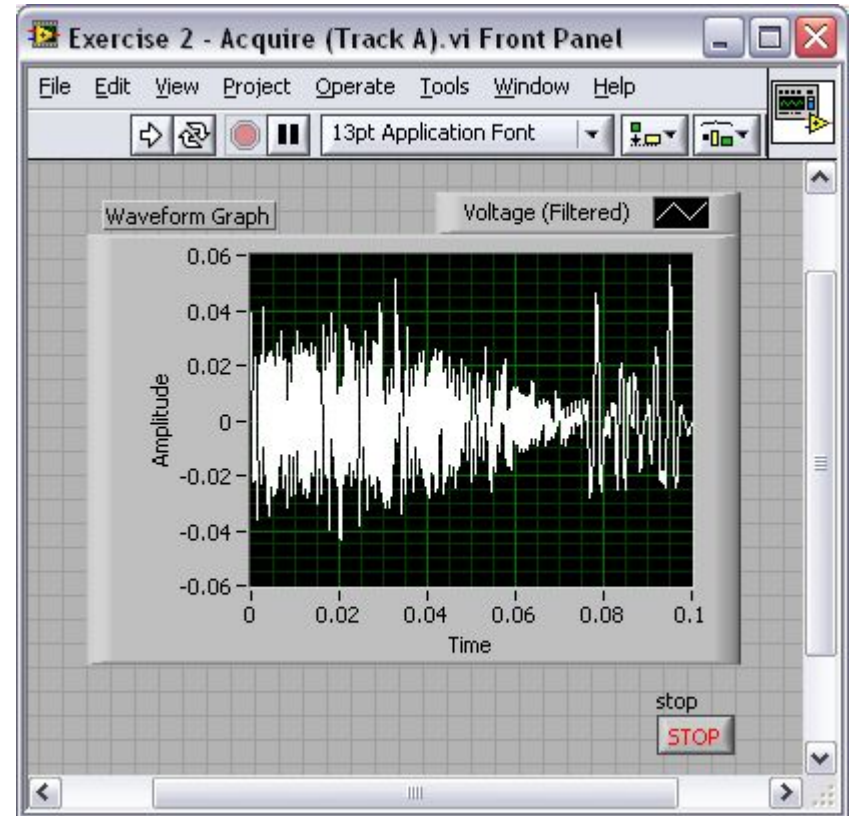 Exercise 2 - Acquire (Track A).vi Front Panel
File Edit View Project Operate Tools Window Help
13pt Application Font
Waveform Graph
Voltage (Filtered)
0.06
0.04
0.02
0
-0.02
-0.04
-0.06
Amplitude
0 0.02 0.04 0.06 0.08 0.1
Time
stop
STOP